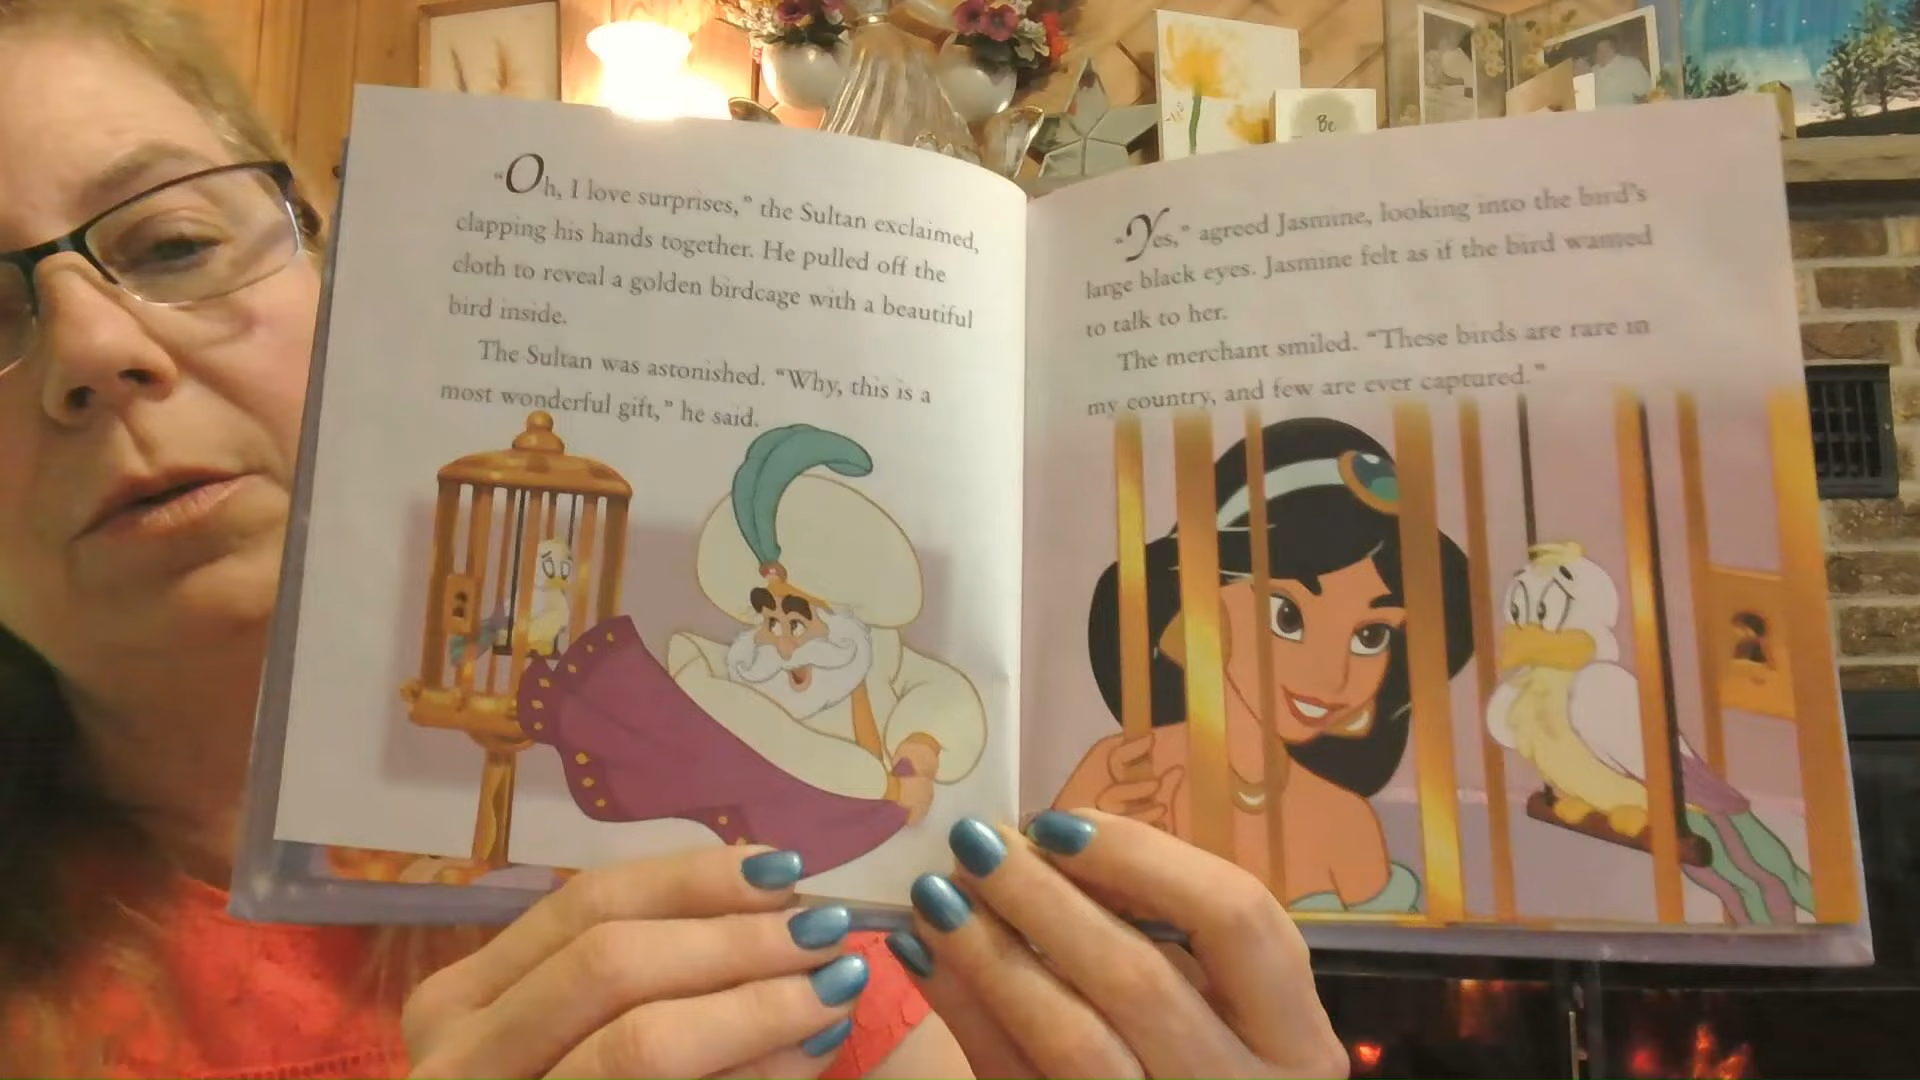 “Oh, I love surprises,” the Sultan exclaimed,
clapping his hands together. He pulled off the
cloth to reveal a golden birdcage with a beautiful
bird inside.
The Sultan was astonished. “Why, this is a
most wonderful gift,” he said.
“Yes,” agreed Jasmine, looking into the bird’s
large black eyes. Jasmine felt as if the bird wanted
to talk to her.
The merchant smiled. “These birds are rare in
my country, and few are ever captured.”
Be